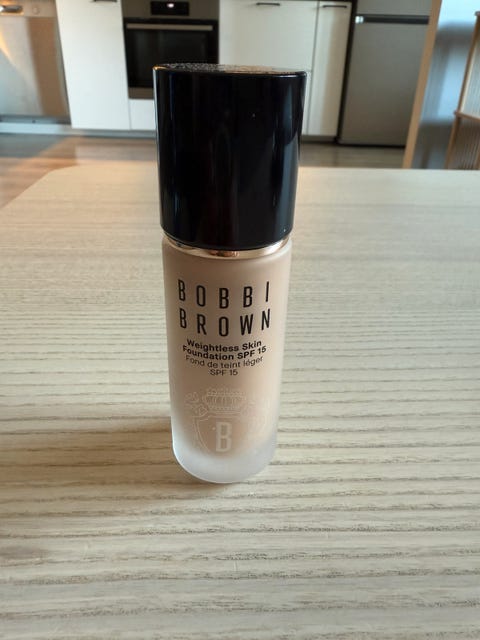 BOBBI
BROWN
Weightless Skin
Foundation SPF 15
Fond de teint léger
SPF 15
B